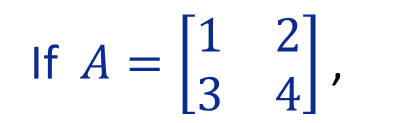 If A = [1 2
3 4] ,